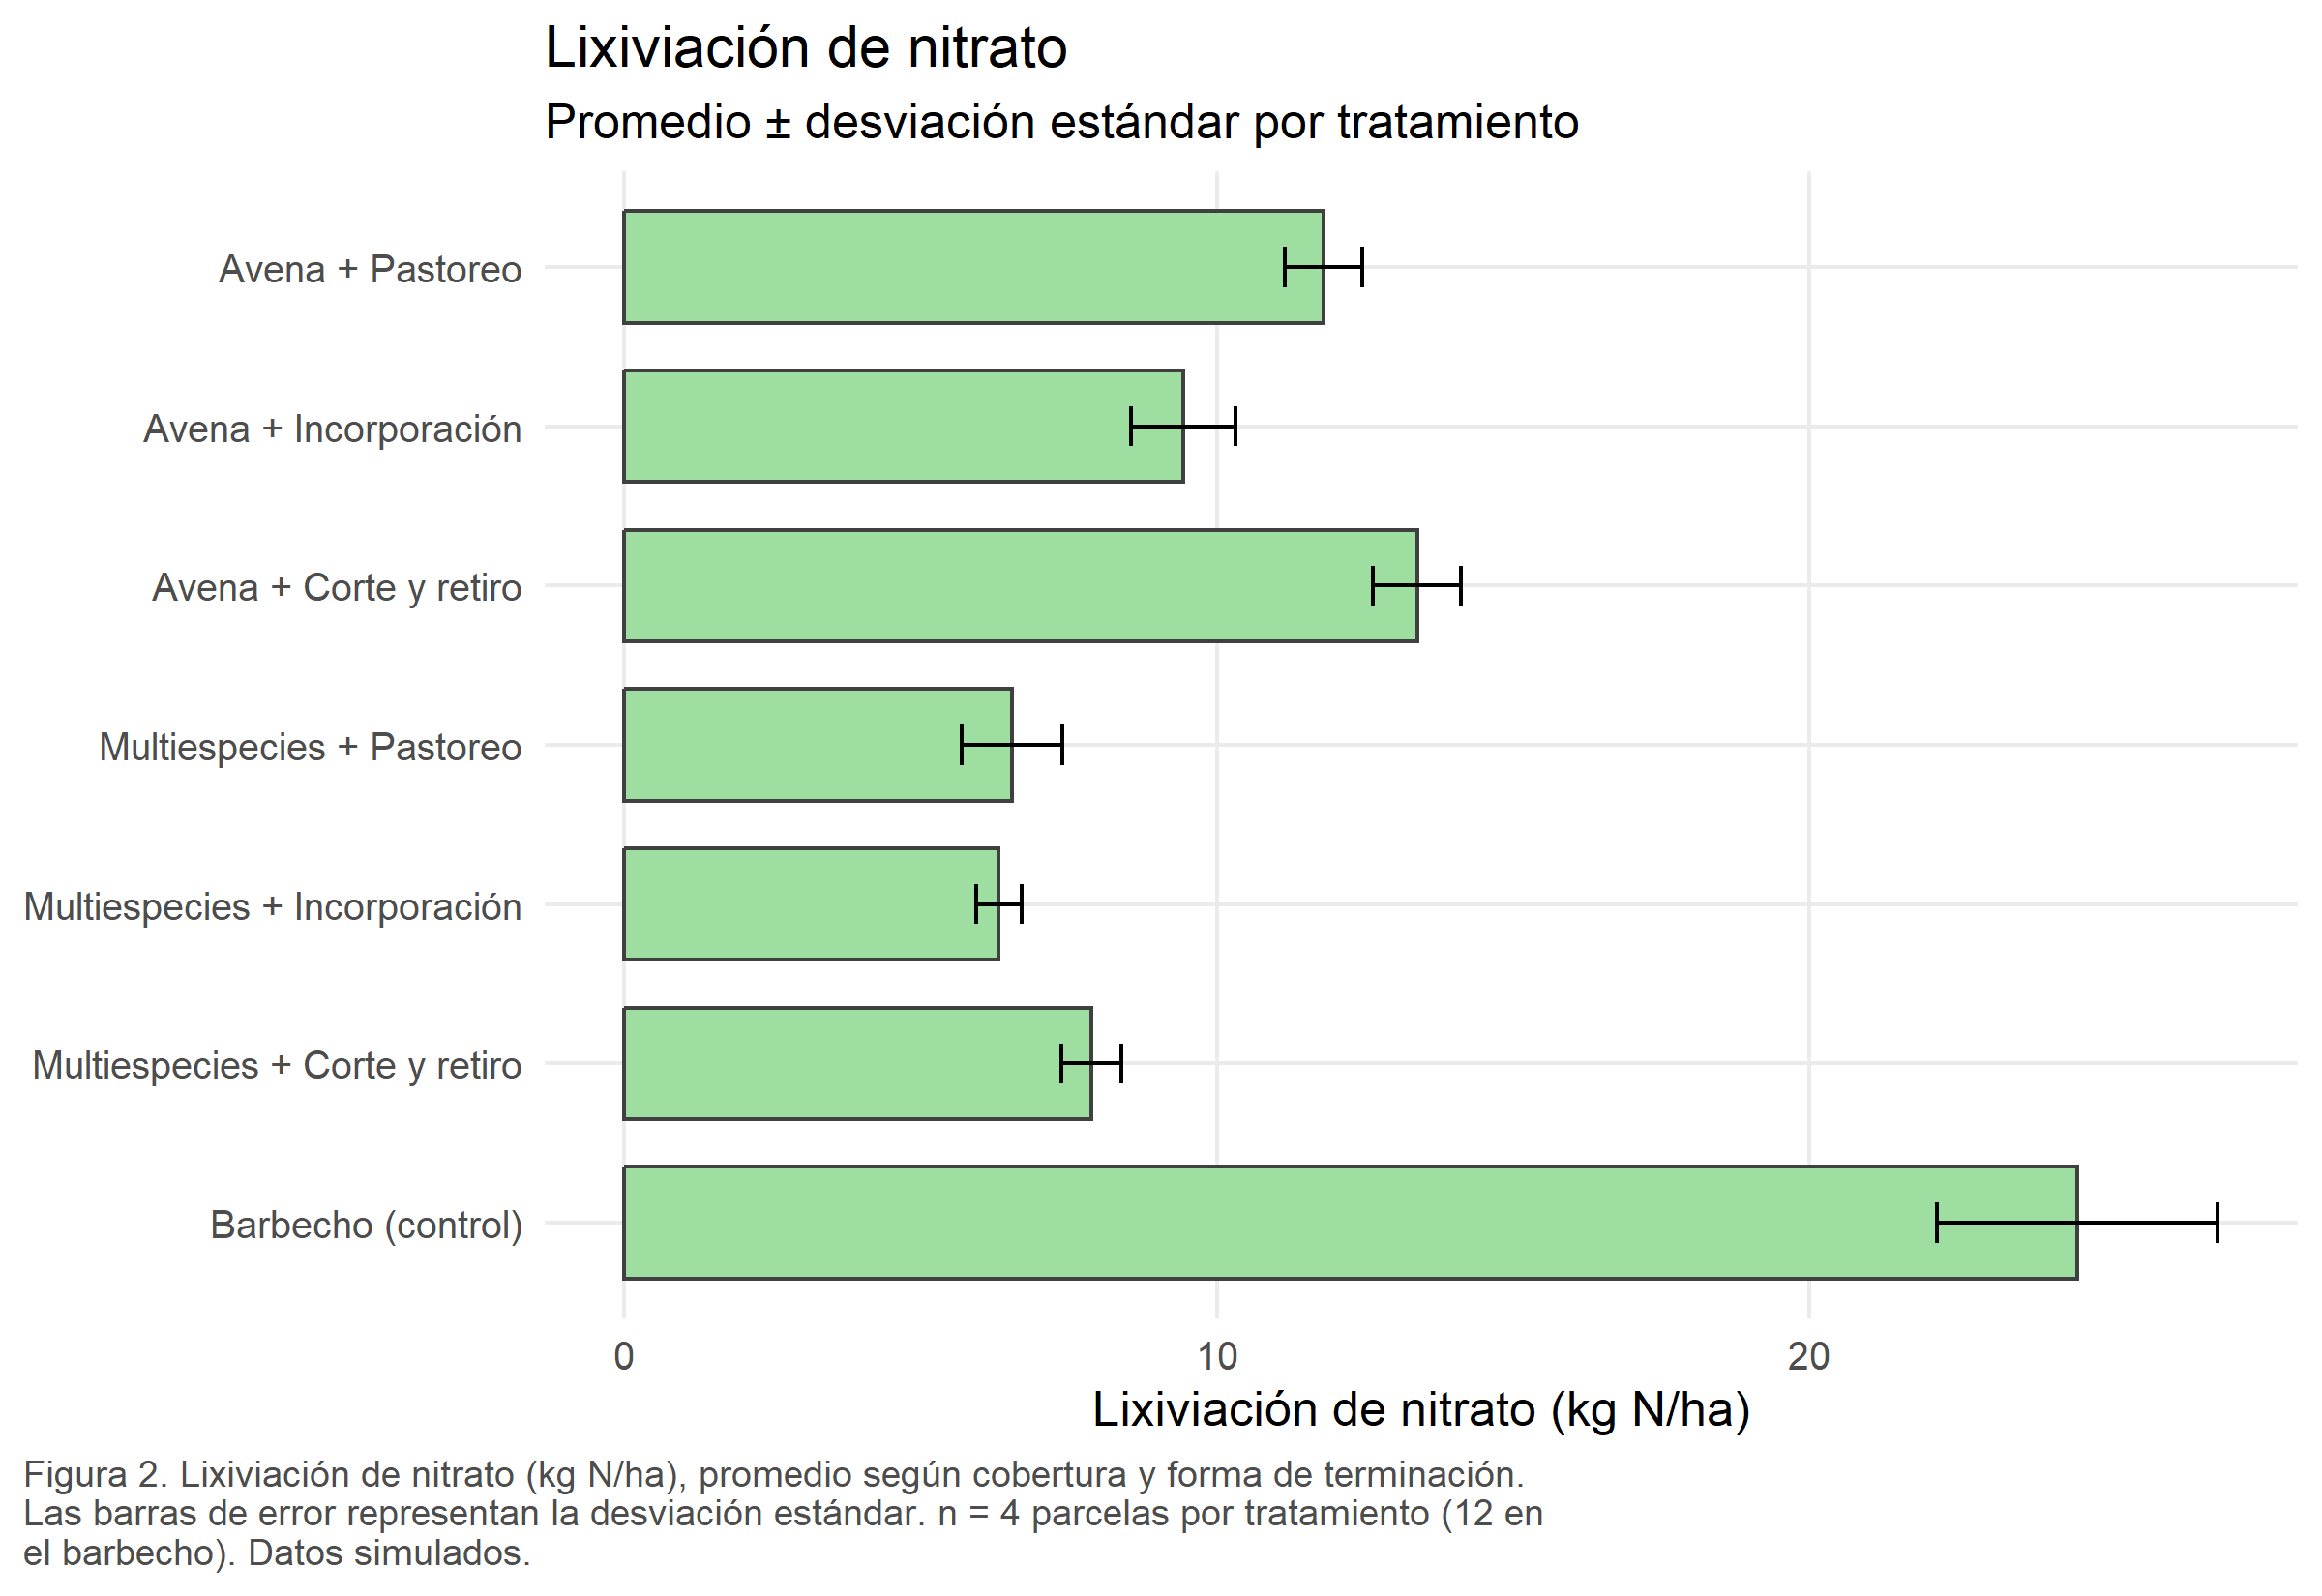 Lixiviación de nitrato
Promedio ± desviación estándar por tratamiento
Avena + Pastoreo
Avena + Incorporación
Avena + Corte y retiro
Multiespecies + Pastoreo
Multiespecies + Incorporación
Multiespecies + Corte y retiro
Barbecho (control)
0 10 20
Lixiviación de nitrato (kg N/ha)
Figura 2. Lixiviación de nitrato (kg N/ha), promedio según cobertura y forma de terminación.
Las barras de error representan la desviación estándar. n = 4 parcelas por tratamiento (12 en
el barbecho). Datos simulados.